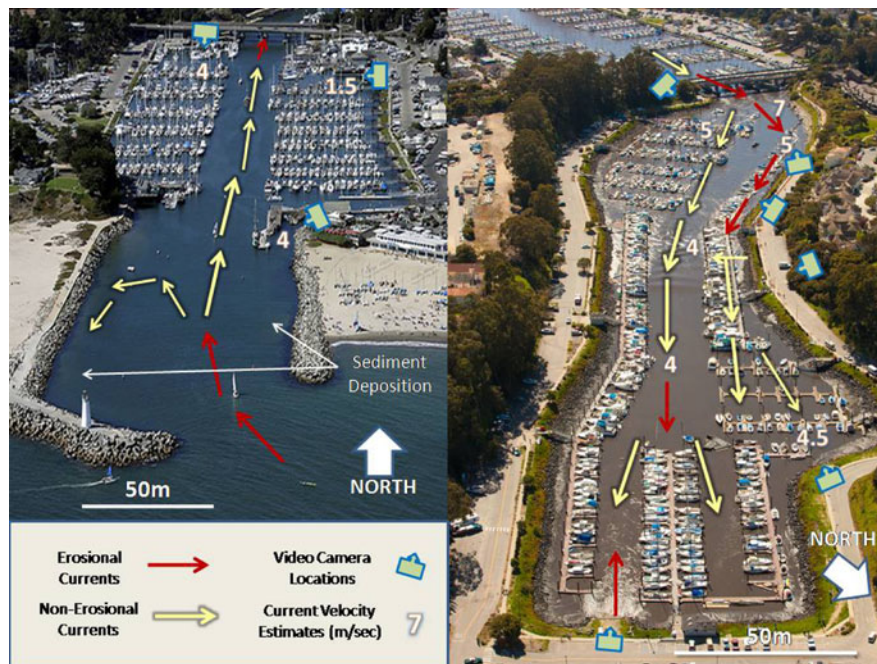 4
1.5
4
Sediment
Deposition
50m
NORTH
Erosional
Currents
Video Camera
Locations
Non-Erosional
Currents
Current Velocity
Estimates (m/sec)
7
7
5
5
4
4
4.5
NORTH
50m